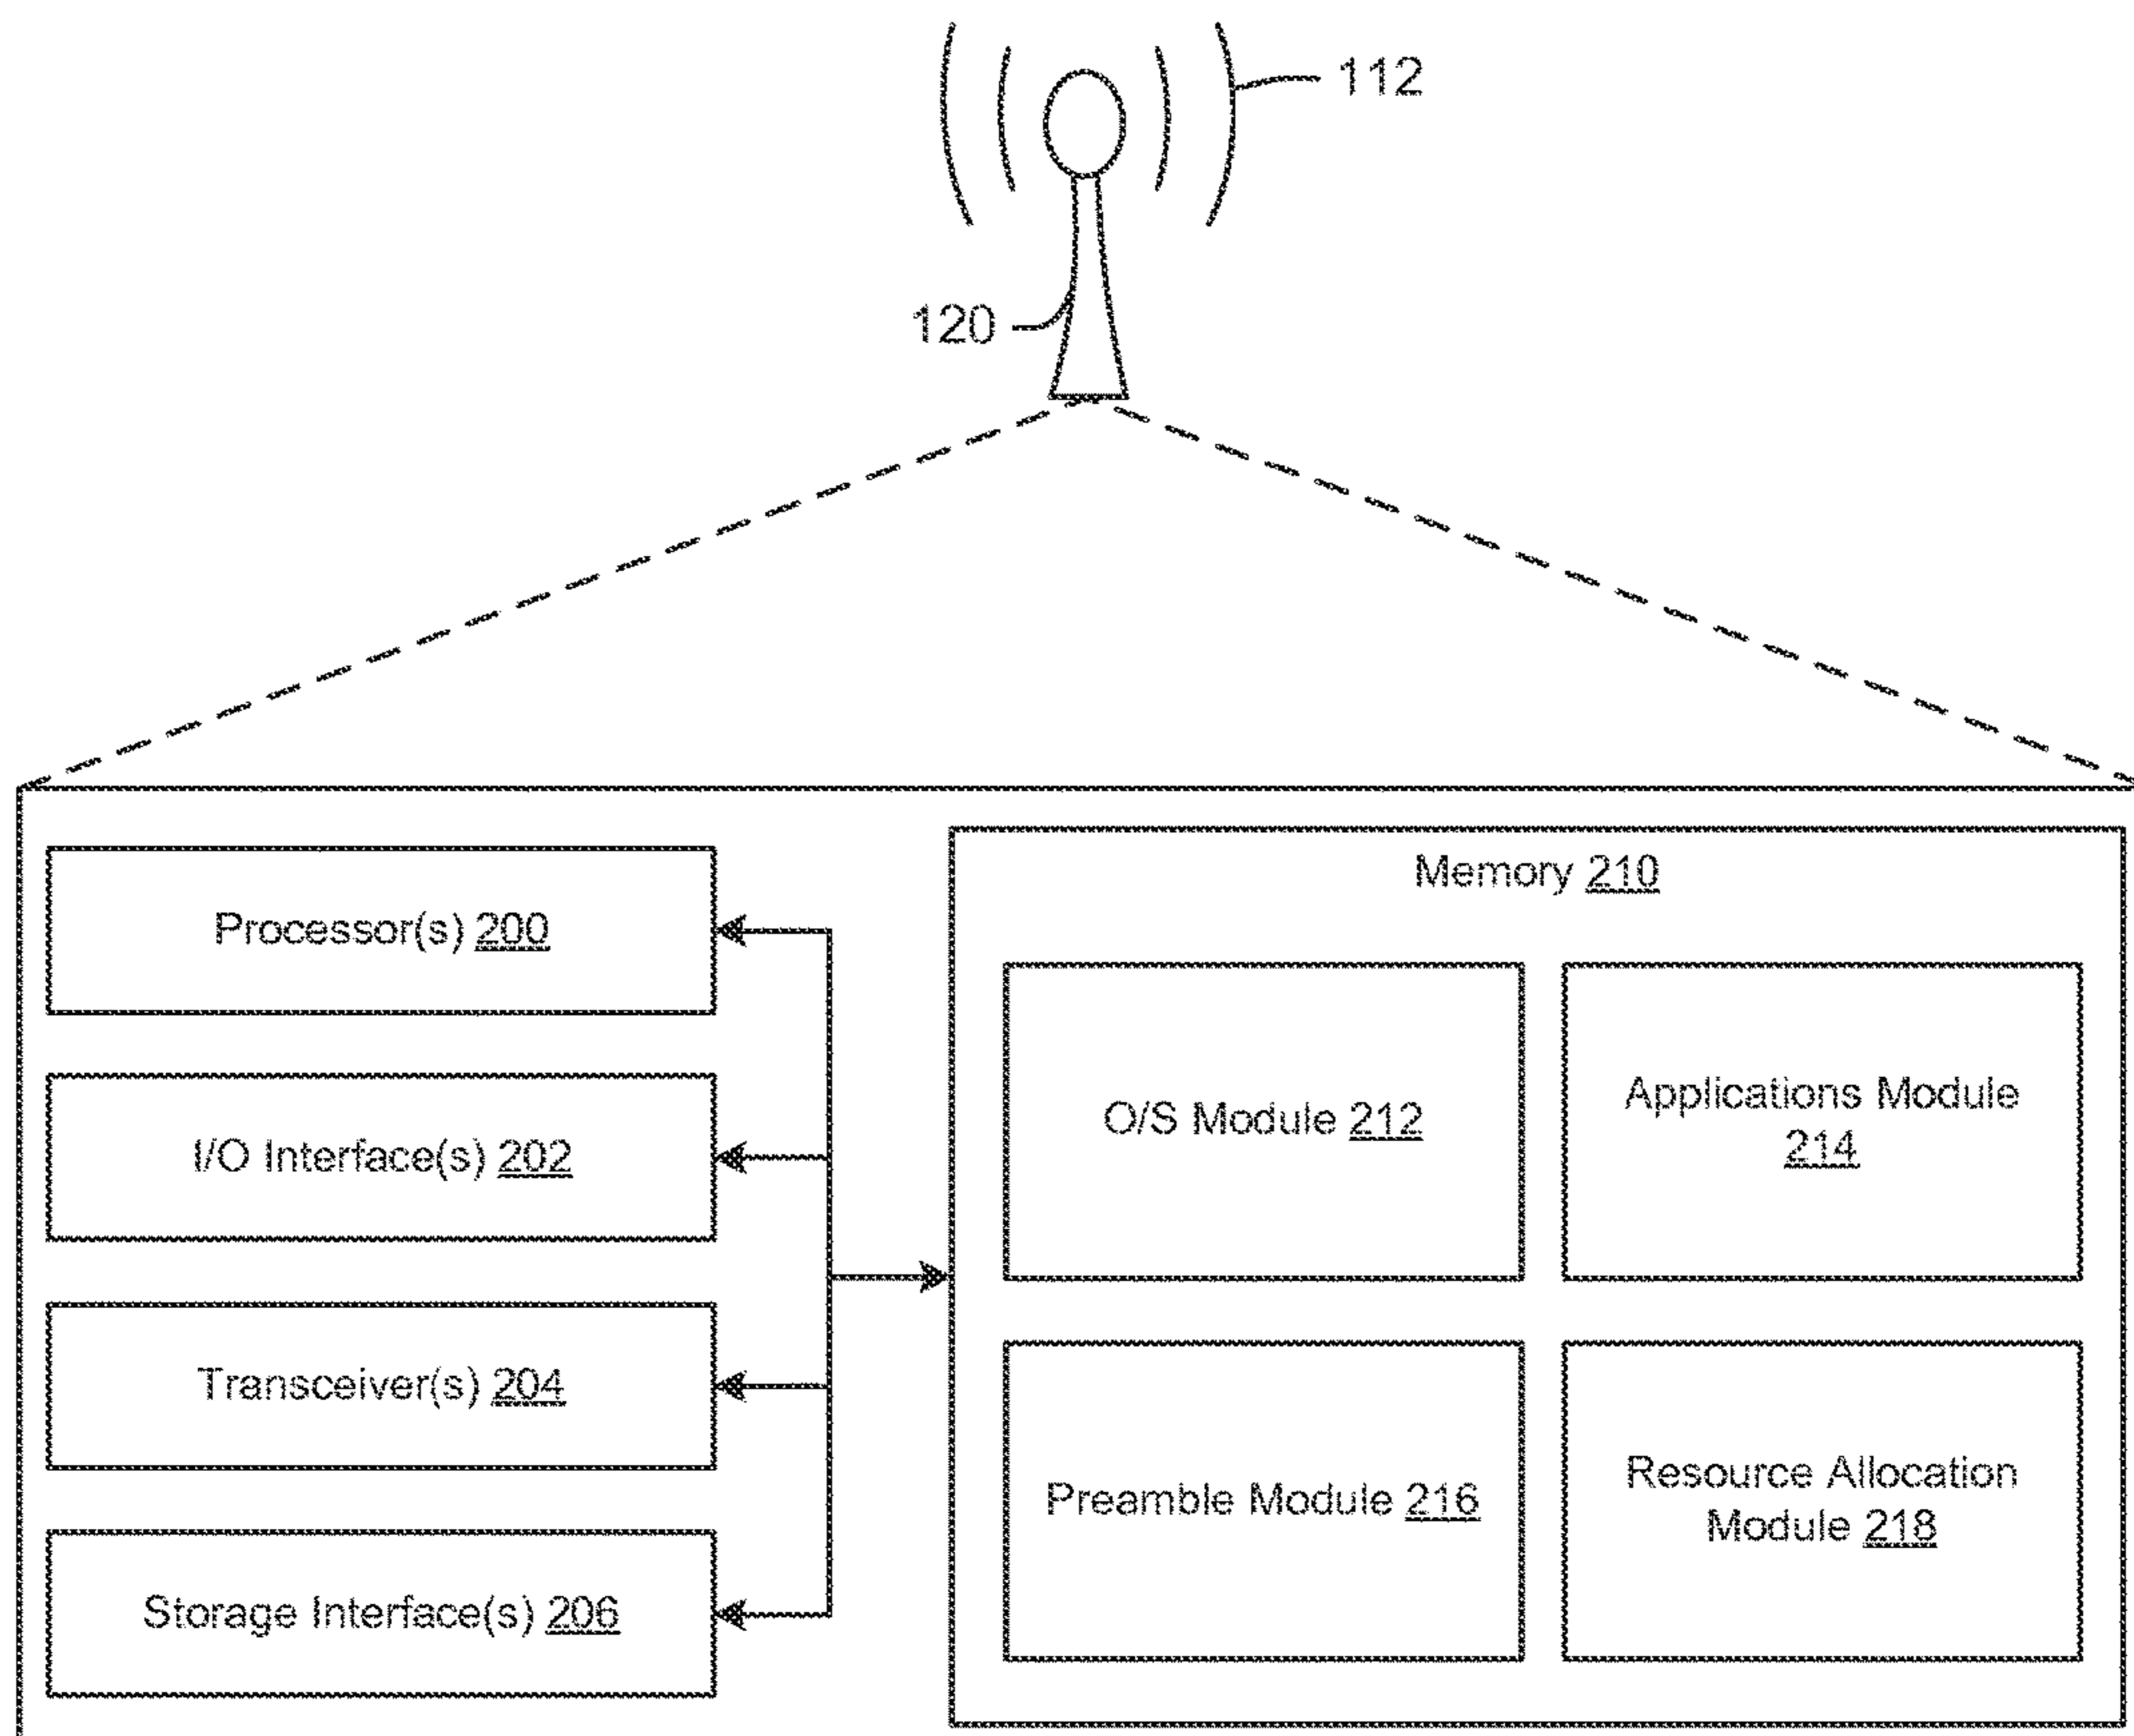 112
120
Processor(s) 200
I/O Interface(s) 202
Transceiver(s) 204
Storage Interface(s) 206
Memory 210
O/S Module 212
Applications Module
214
Preamble Module 216
Resource Allocation
Module 218